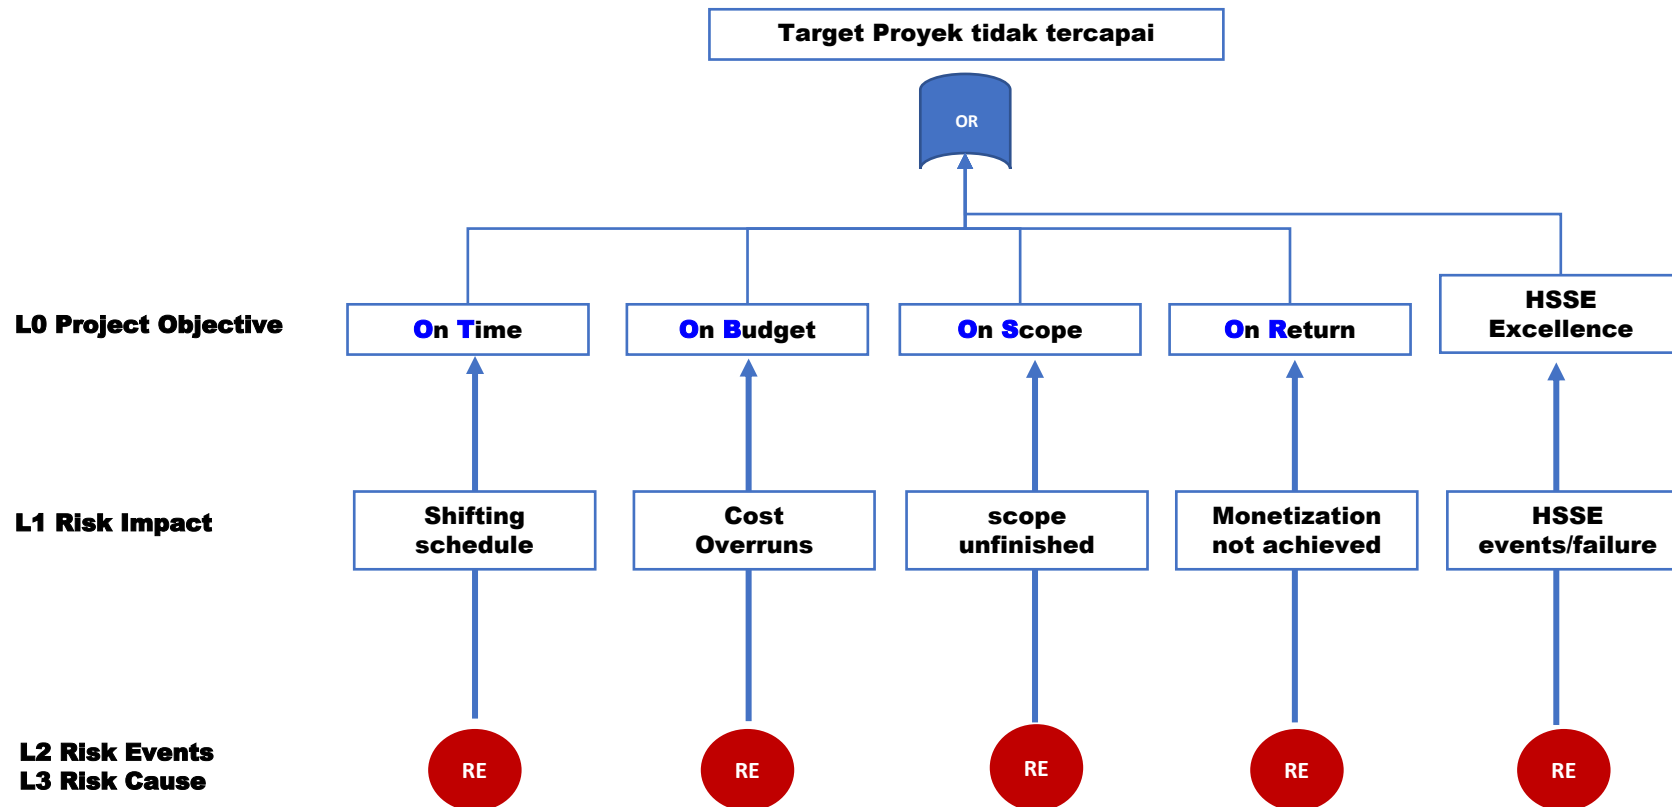 Target Proyek tidak tercapai
OR
L0 Project Objective
On Time
On Budget
On Scope
On Return
HSSE
Excellence
L1 Risk Impact
Shifting
schedule
Cost
Overruns
scope
unfinished
Monetization
not achieved
HSSE
events/failure
L2 Risk Events
L3 Risk Cause
RE
RE
RE
RE
RE